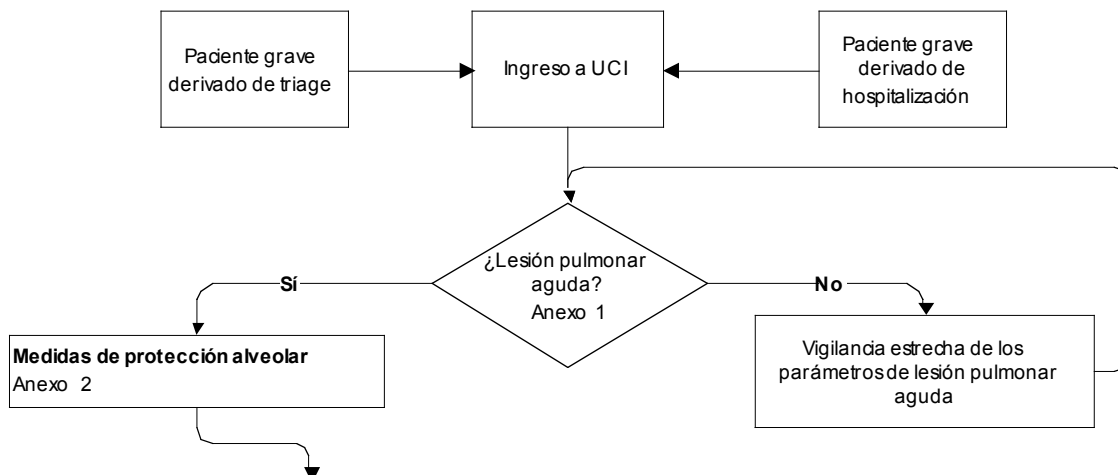 Paciente grave
derivado de triage
Ingreso a UCI
Paciente grave
derivado de
hospitalización
¿Lesión pulmonar
aguda?
Anexo 1
Sí
No
Medidas de protección alveolar
Anexo 2
Vigilancia estrecha de los
parámetros de lesión pulmonar
aguda